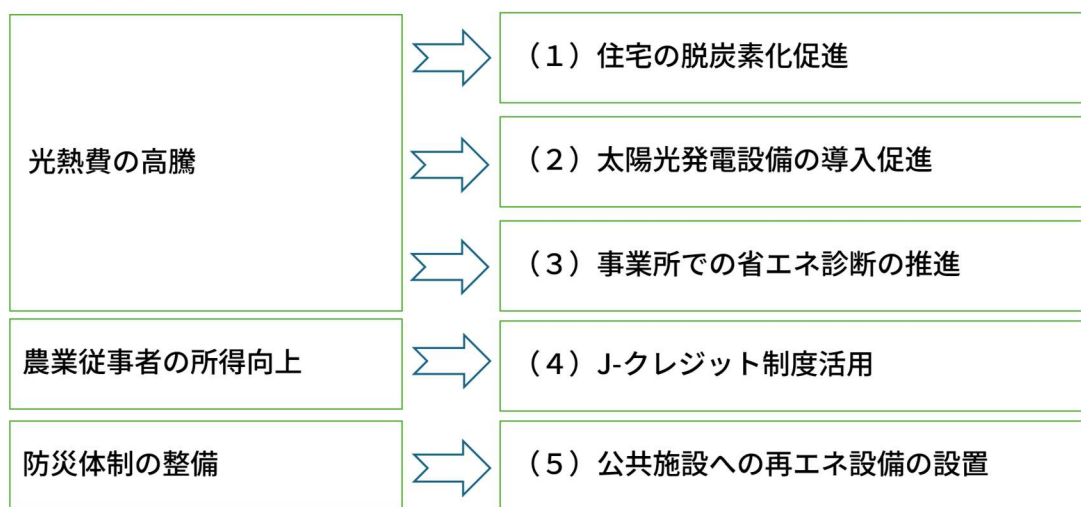 光熱費の高騰
（１）住宅の脱炭素化促進
（２）太陽光発電設備の導入促進
（３）事業所での省エネ診断の推進
農業従事者の所得向上
（４）J-クレジット制度活用
防災体制の整備
（５）公共施設への再エネ設備の設置